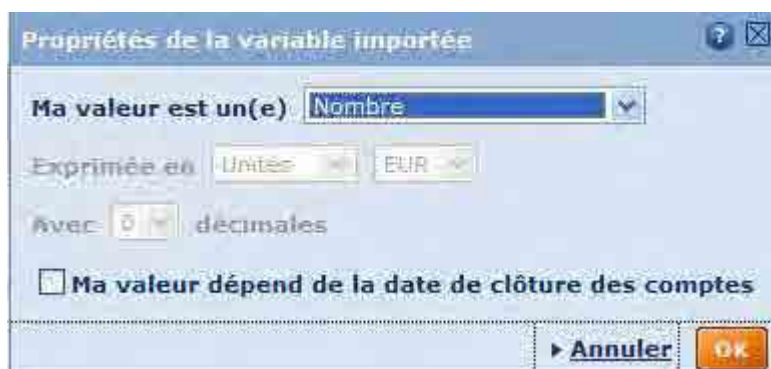 Propriétés de la variable importée ?
Ma valeur est un(e) Nombre
Exprimée en Unités EUR
Avec 0 décimales
Ma valeur dépend de la date de clôture des comptes
Annuler OK